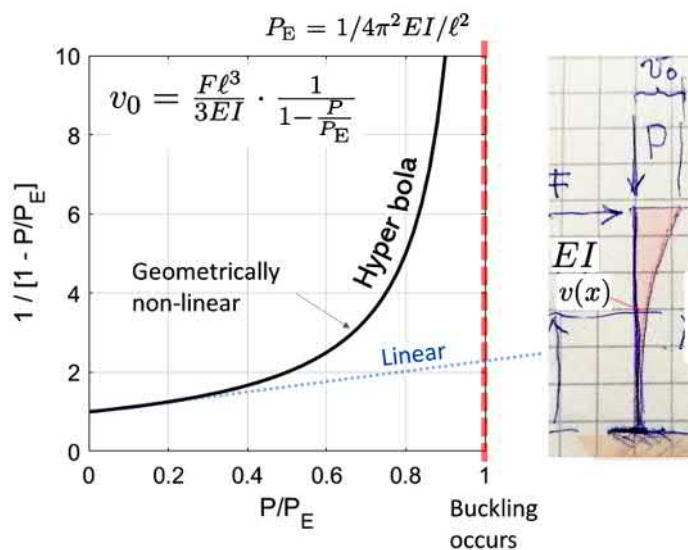 P_E = 1/4π²EI/ℓ²
v₀ = Fℓ³/3EI · 1/(1 - P/P_E)
1 / [1 - P/P_E]
10
8
6
4
2
0
Hyper bola
Geometrically
non-linear
Linear
0 0.2 0.4 0.6 0.8 1
P/P_E
Buckling
occurs
v₀
P
F
EI
v(x)